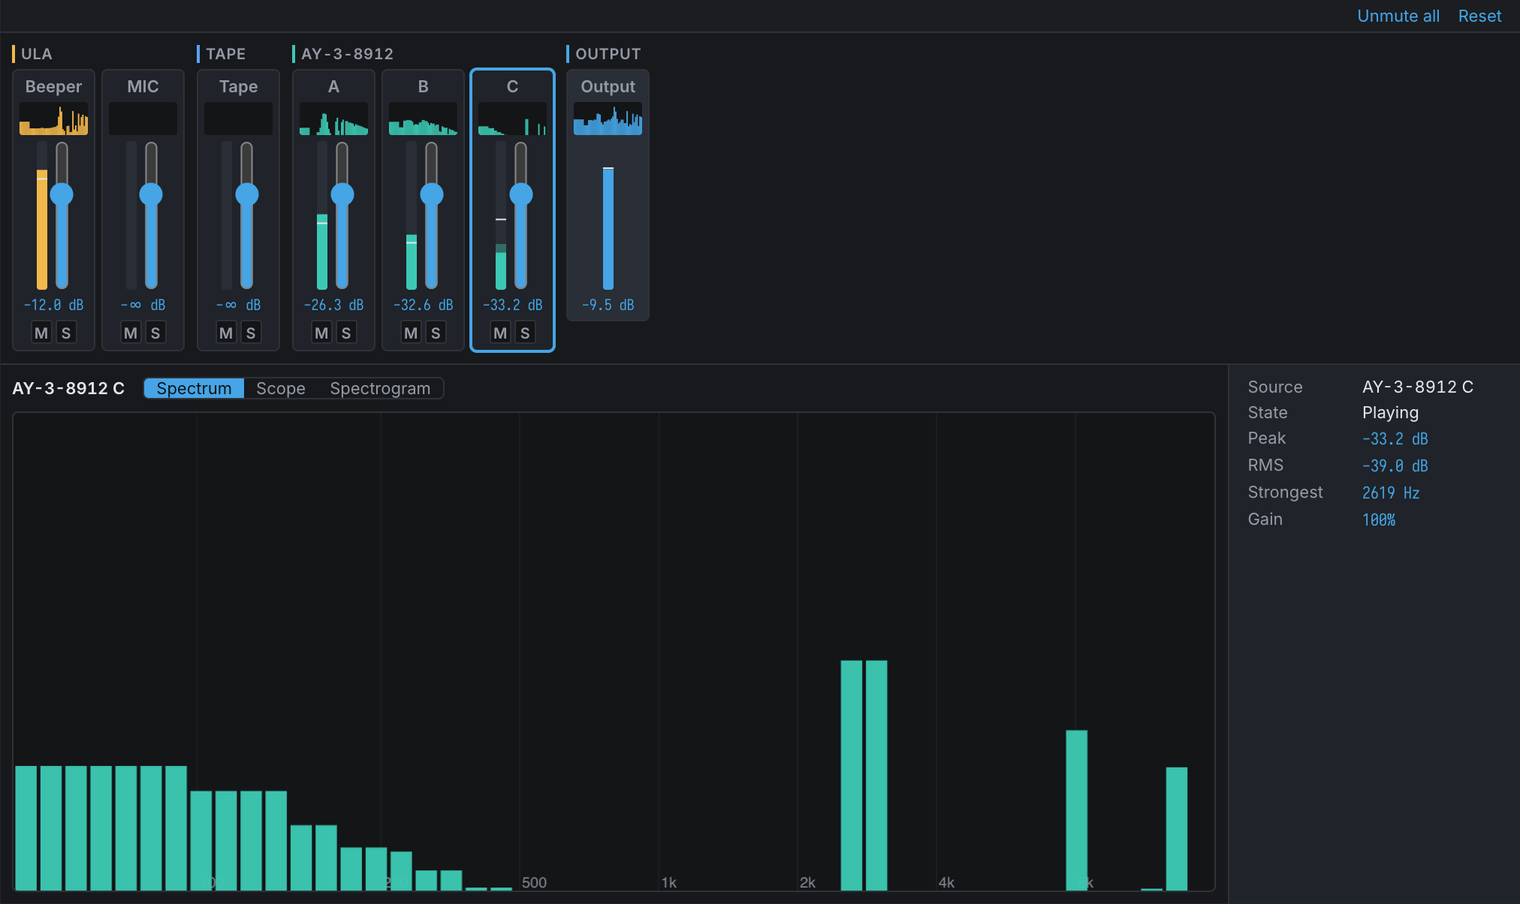 Unmute all Reset
ULA TAPE AY-3-8912 OUTPUT
Beeper MIC Tape A B C Output
-12.0 dB -∞ dB -∞ dB -26.3 dB -32.6 dB -33.2 dB -9.5 dB
M S M S M S M S M S M S
AY-3-8912 C Spectrum Scope Spectrogram
500 1k 2k 4k
Source AY-3-8912 C
State Playing
Peak -33.2 dB
RMS -39.0 dB
Strongest 2619 Hz
Gain 100%